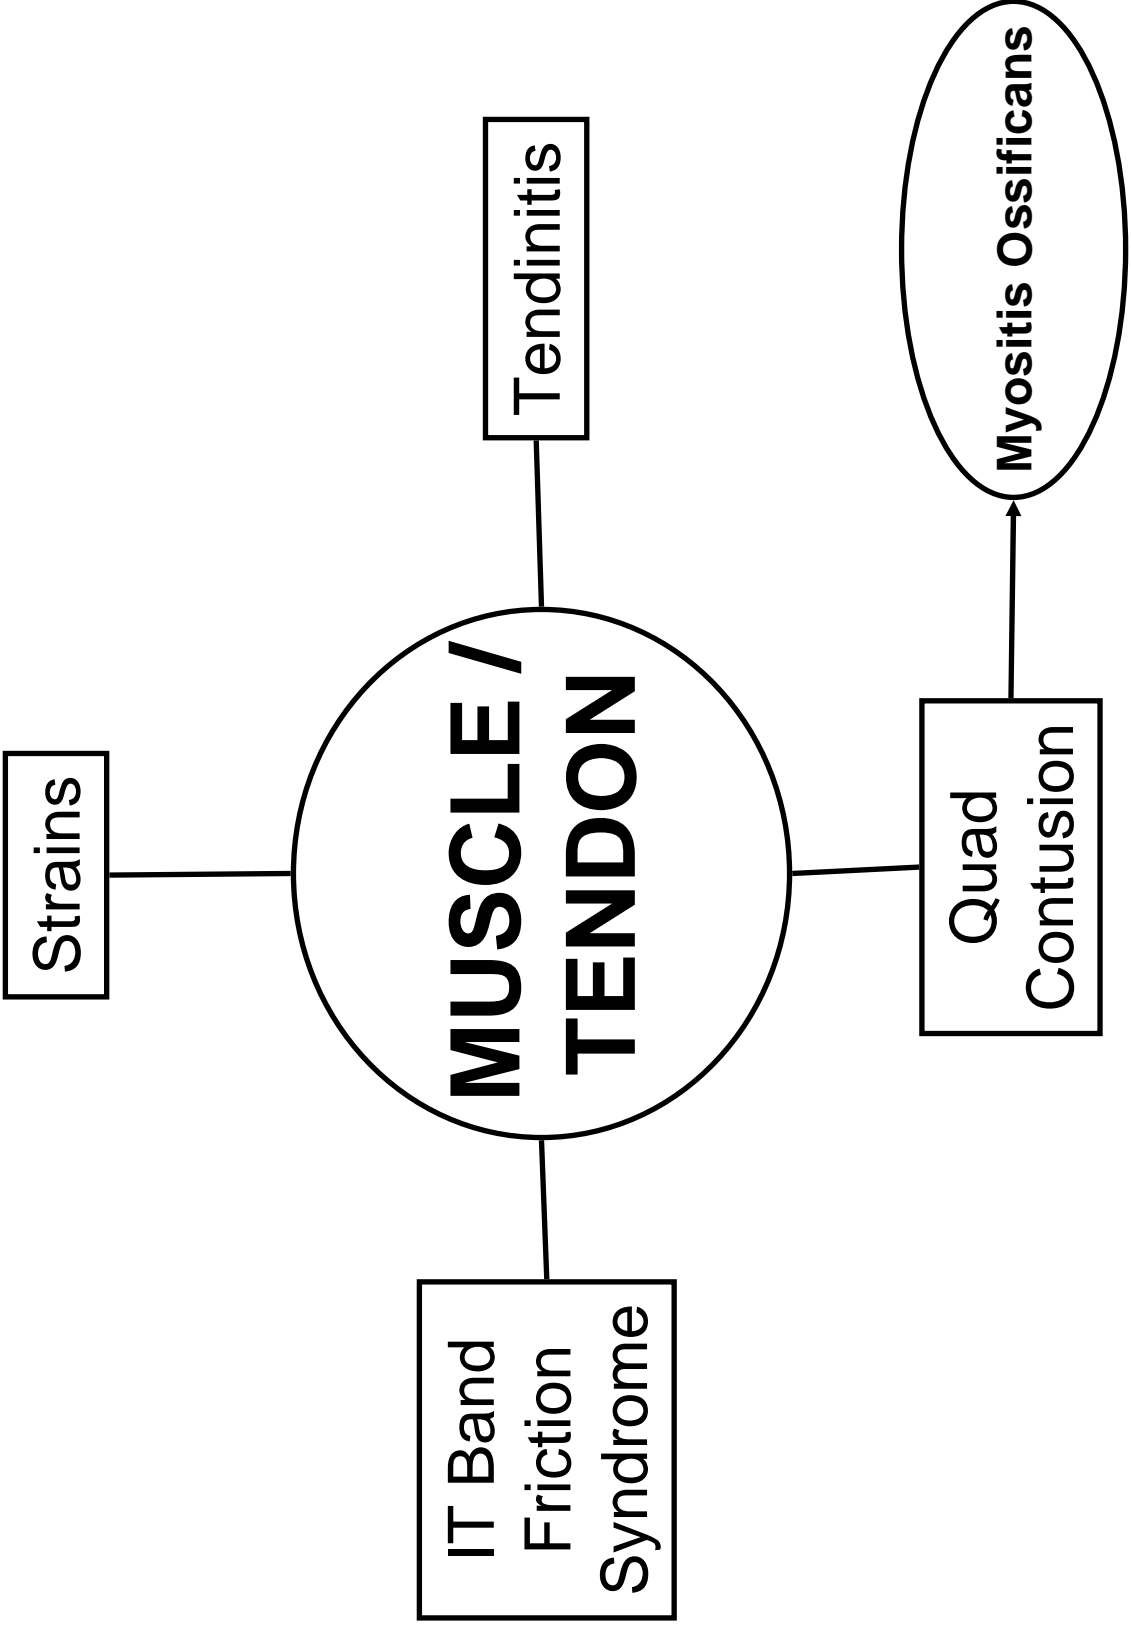 Strains
IT Band
Friction
Syndrome
MUSCLE /
TENDON
Tendinitis
Quad
Contusion
Myositis Ossificans